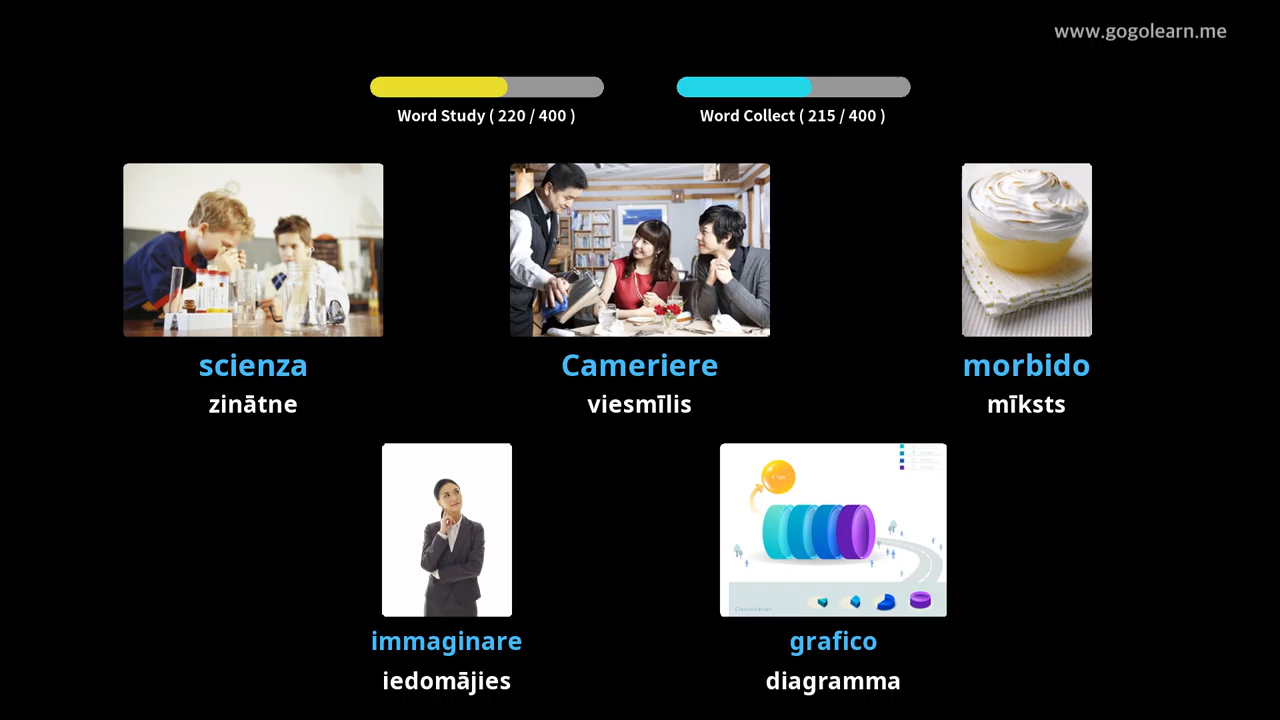 www.gogolearn.me
Word Study ( 220 / 400 )
Word Collect ( 215 / 400 )
scienza
zinātne
Cameriere
viesmīlis
morbido
mīksts
Classification
immaginare
iedomājies
grafico
diagramma